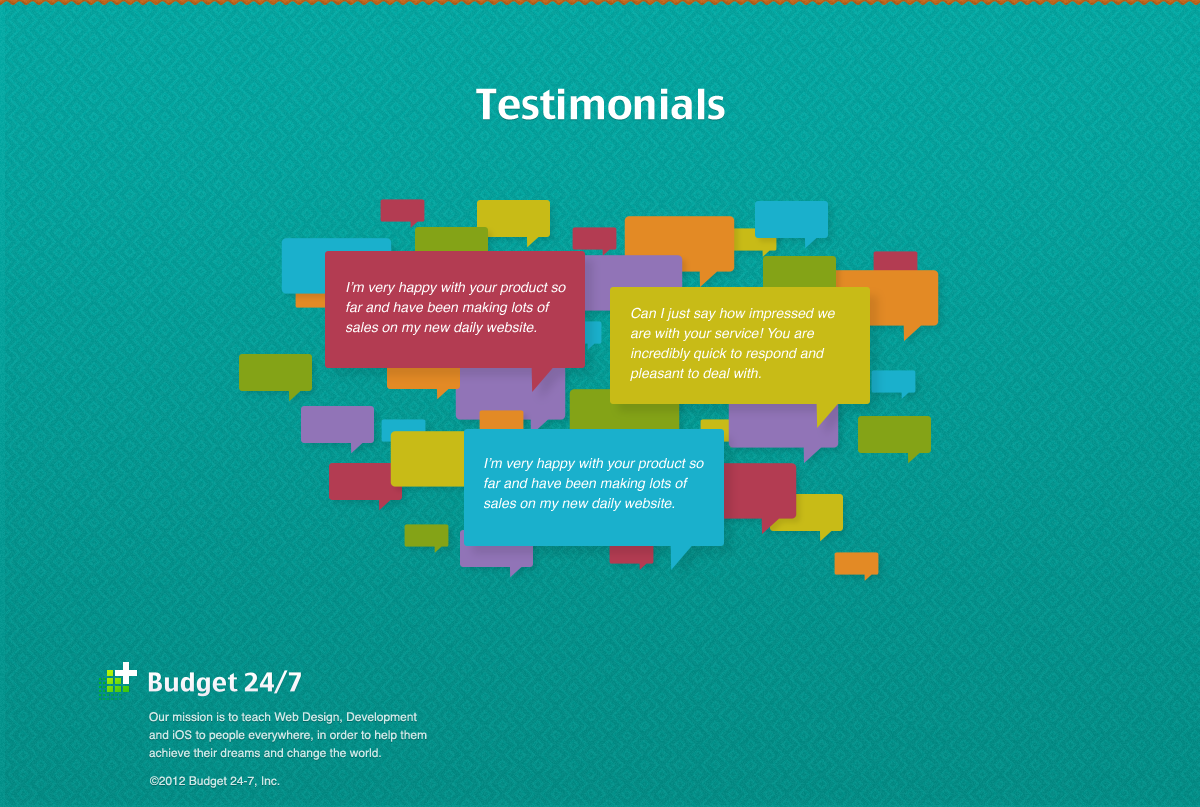 Testimonials
I’m very happy with your product so
far and have been making lots of
sales on my new daily website.
Can I just say how impressed we
are with your service! You are
incredibly quick to respond and
pleasant to deal with.
I’m very happy with your product so
far and have been making lots of
sales on my new daily website.
Budget 24/7
Our mission is to teach Web Design, Development
and iOS to people everywhere, in order to help them
achieve their dreams and change the world.
©2012 Budget 24-7, Inc.